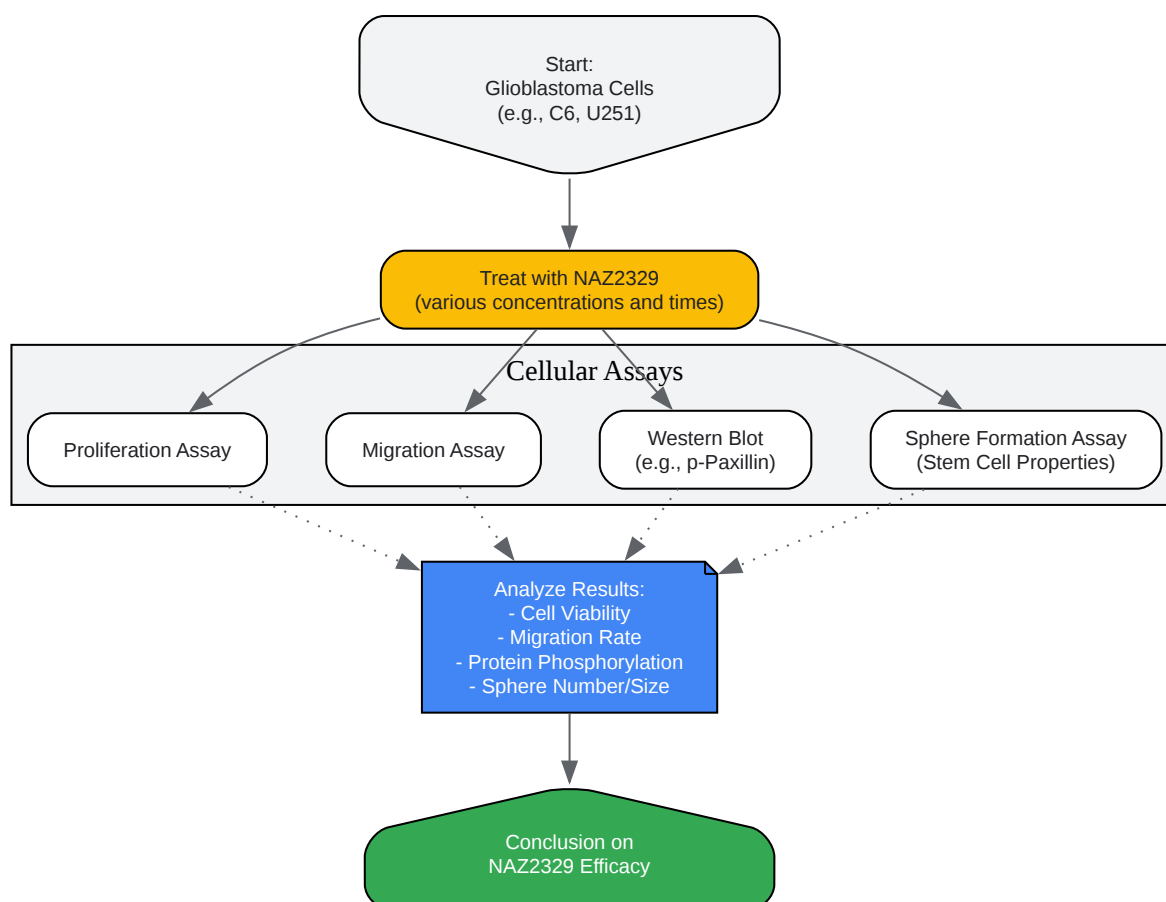 Start:
Glioblastoma Cells
(e.g., C6, U251)
Treat with NAZ2329
(various concentrations and times)
Cellular Assays
Proliferation Assay
Migration Assay
Western Blot
(e.g., p-Paxillin)
Sphere Formation Assay
(Stem Cell Properties)
Analyze Results:
- Cell Viability
- Migration Rate
- Protein Phosphorylation
- Sphere Number/Size
Conclusion on
NAZ2329 Efficacy